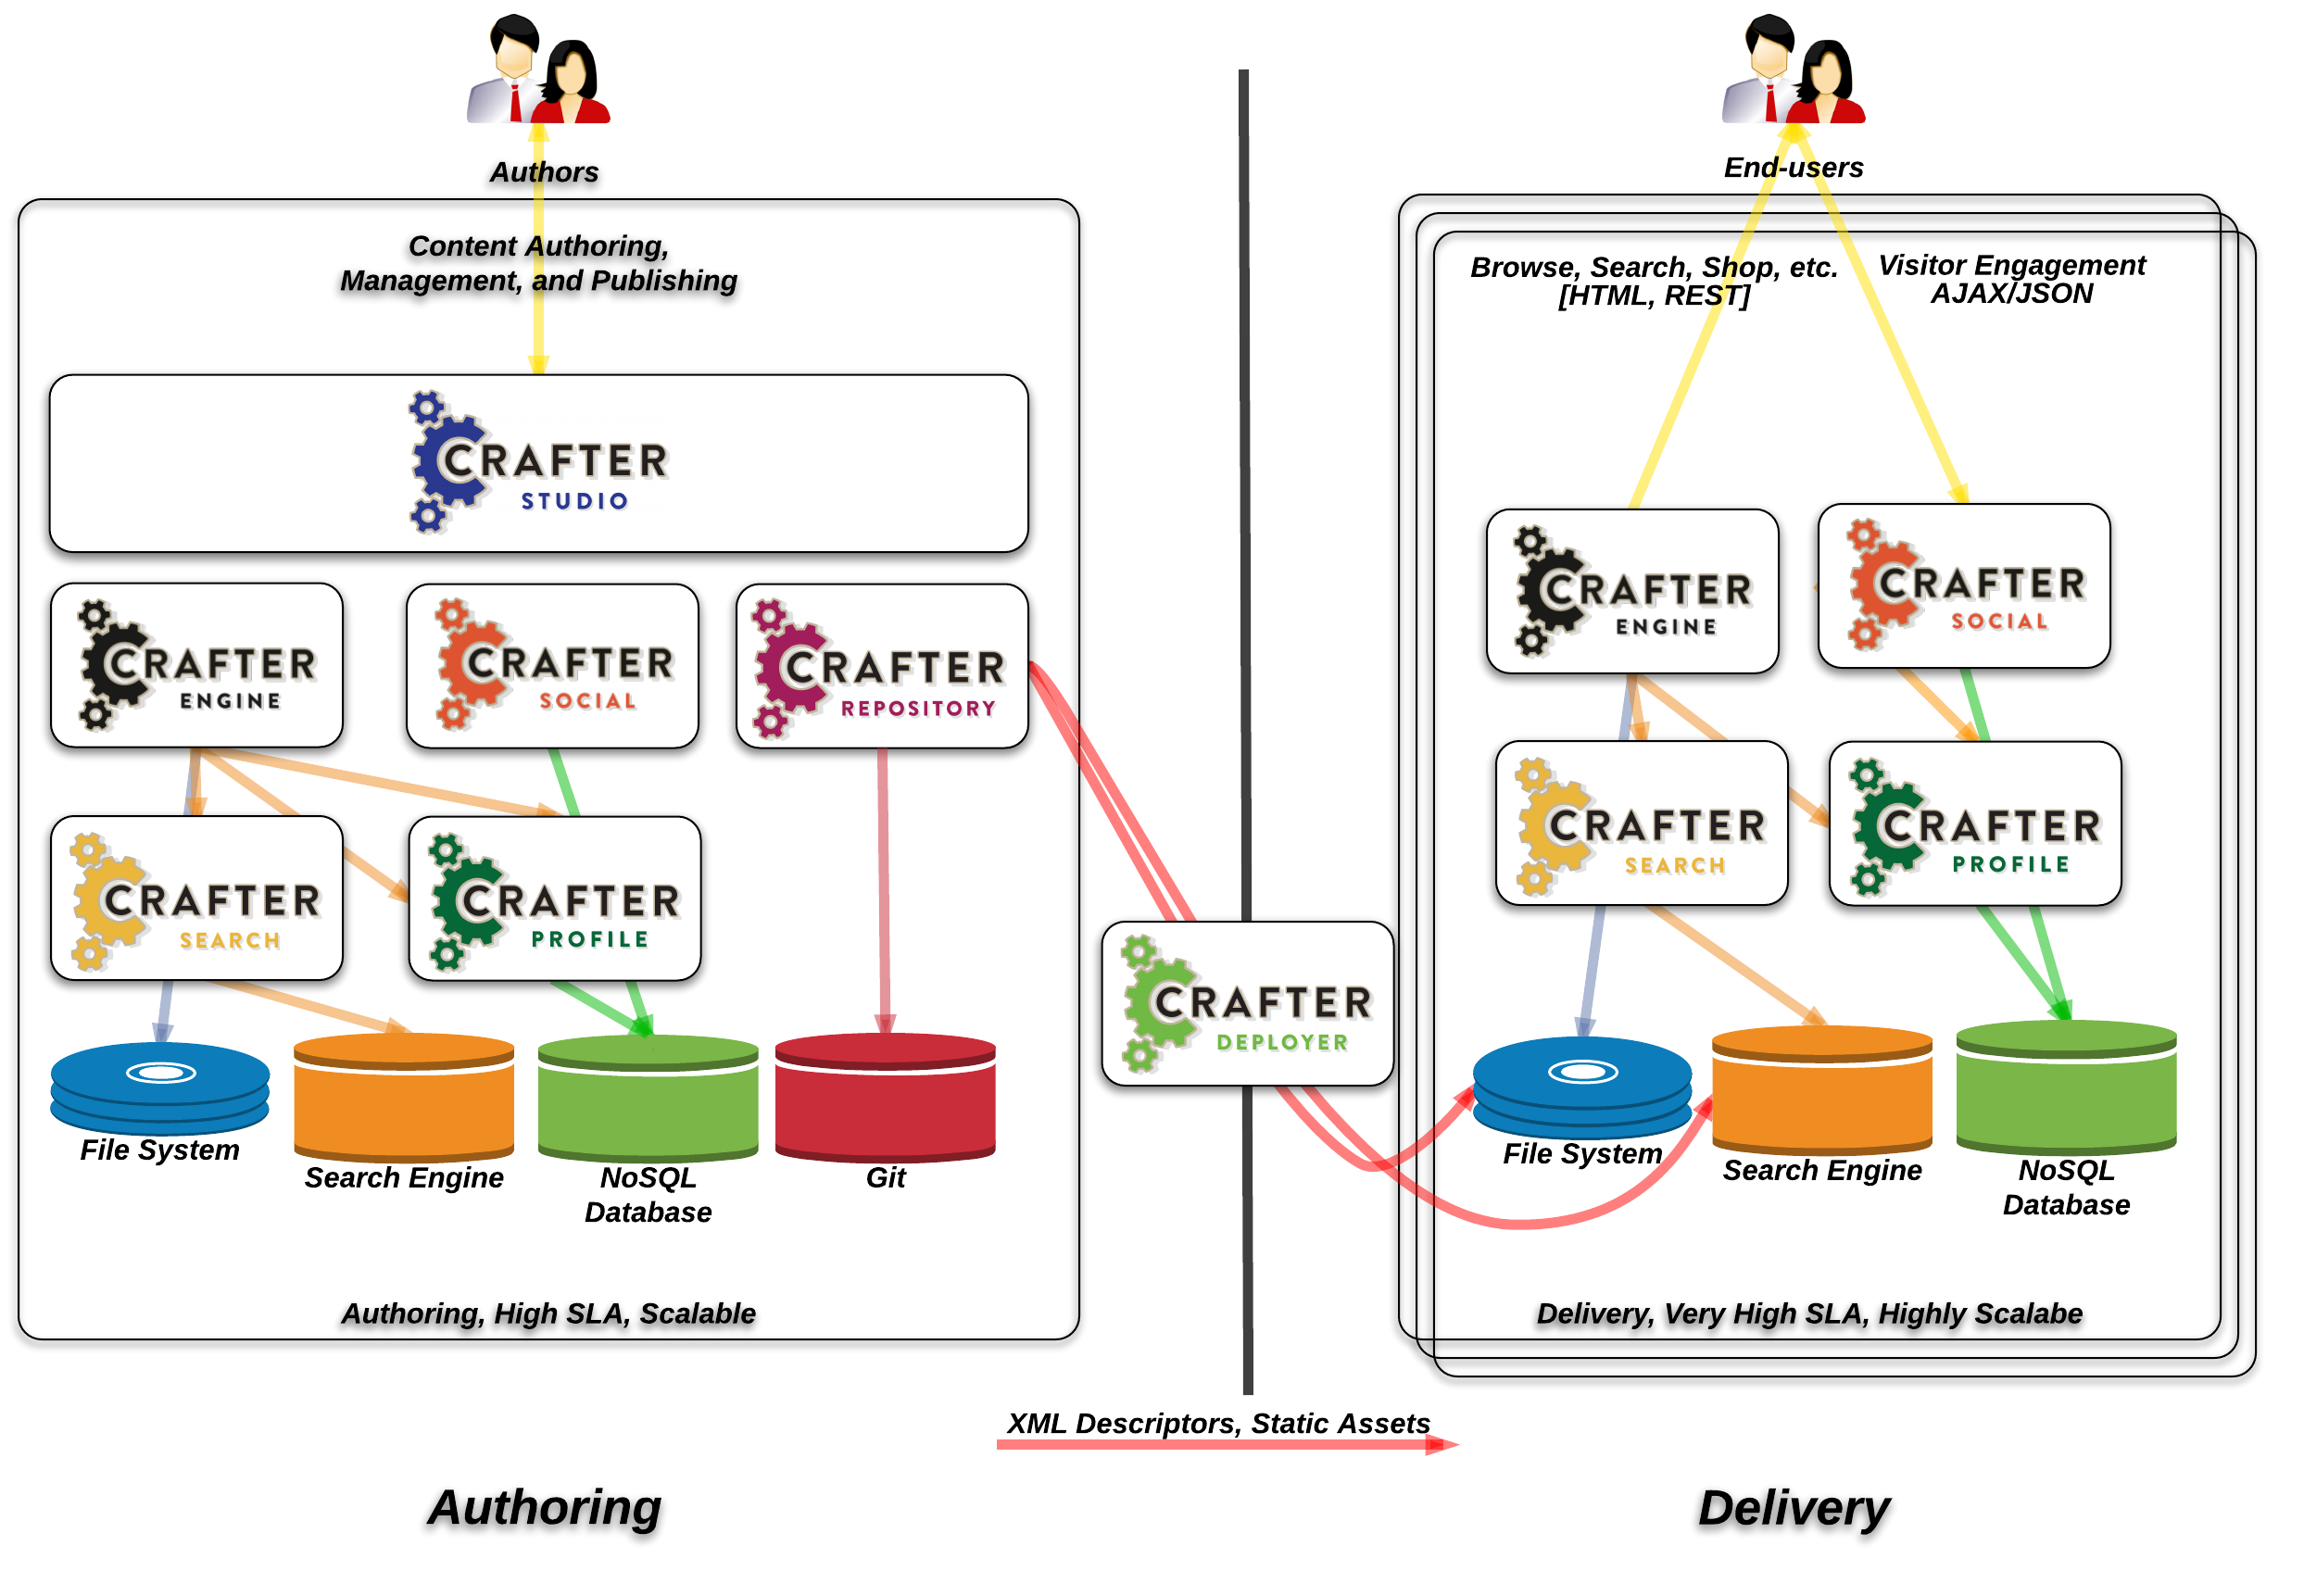 Authors
Content Authoring,
Management, and Publishing
CRAFTER
STUDIO
CRAFTER
ENGINE
CRAFTER
SOCIAL
CRAFTER
REPOSITORY
CRAFTER
SEARCH
CRAFTER
PROFILE
File System
Search Engine
NoSQL
Database
Git
Authoring, High SLA, Scalable
CRAFTER
DEPLOYER
End-users
Browse, Search, Shop, etc.
[HTML, REST]
Visitor Engagement
AJAX/JSON
CRAFTER
ENGINE
CRAFTER
SOCIAL
CRAFTER
SEARCH
CRAFTER
PROFILE
File System
Search Engine
NoSQL
Database
Delivery, Very High SLA, Highly Scalabe
XML Descriptors, Static Assets
Authoring
Delivery